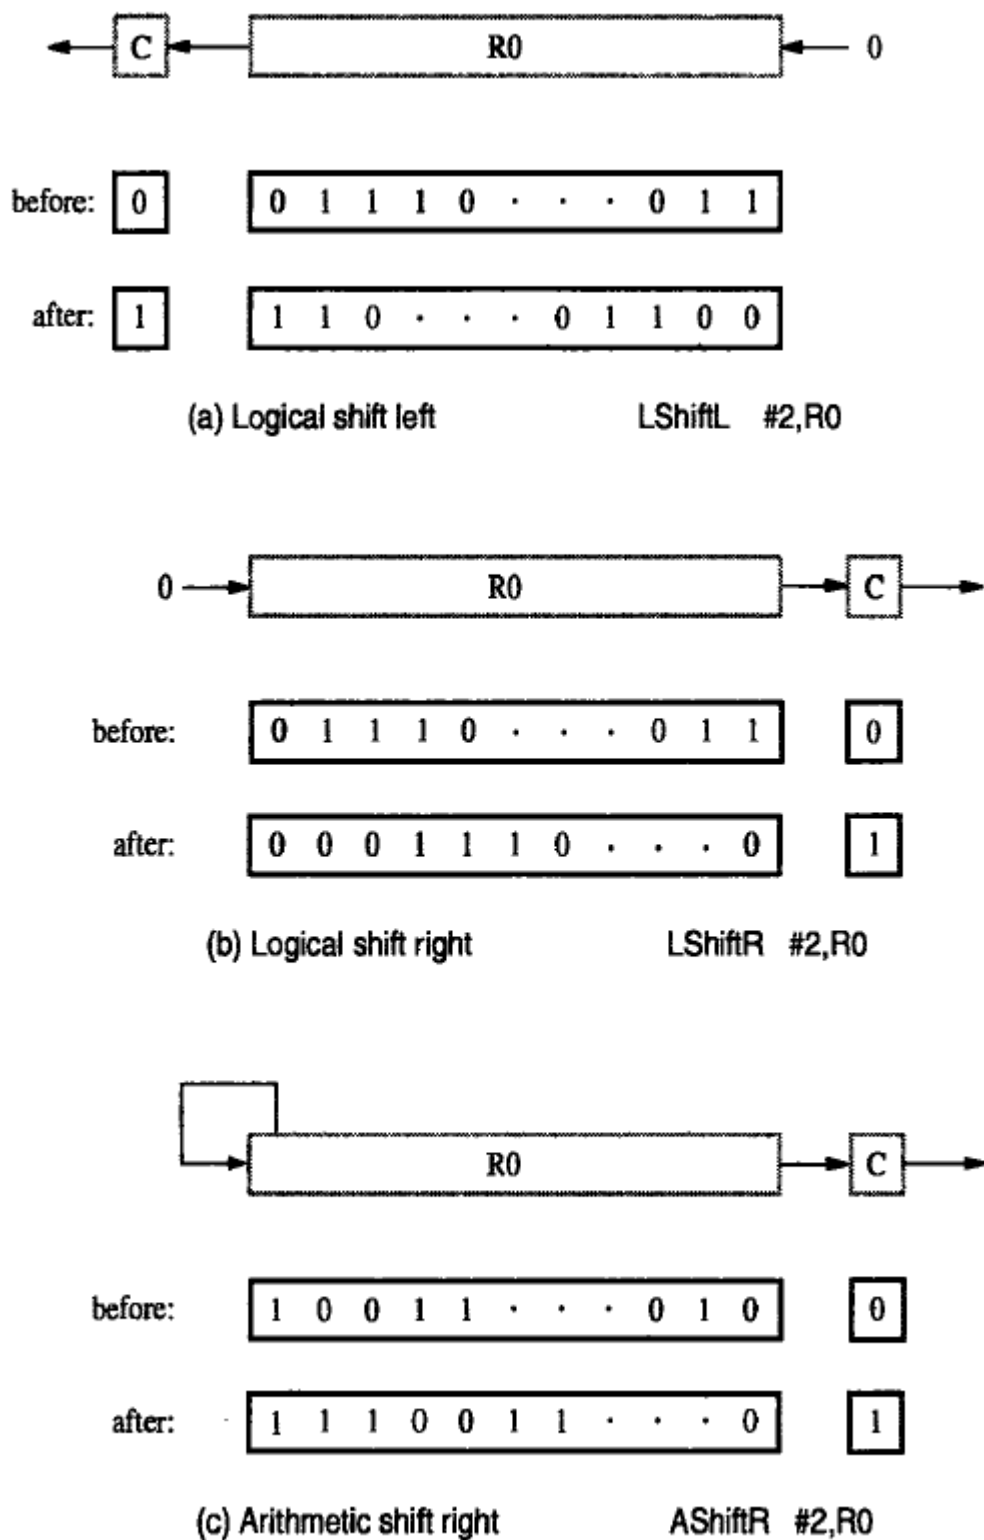 C R0 0
before: 0 0 1 1 1 0 · · · 0 1 1
after: 1 1 1 0 · · · 0 1 1 0 0
(a) Logical shift left LShiftL #2,R0
0 R0 C
before: 0 1 1 1 0 · · · 0 1 1 0
after: 0 0 0 1 1 1 0 · · · 0 1
(b) Logical shift right LShiftR #2,R0
R0 C
before: 1 0 0 1 1 · · · 0 1 0 0
after: 1 1 1 0 0 1 1 · · · 0 1
(c) Arithmetic shift right AShiftR #2,R0